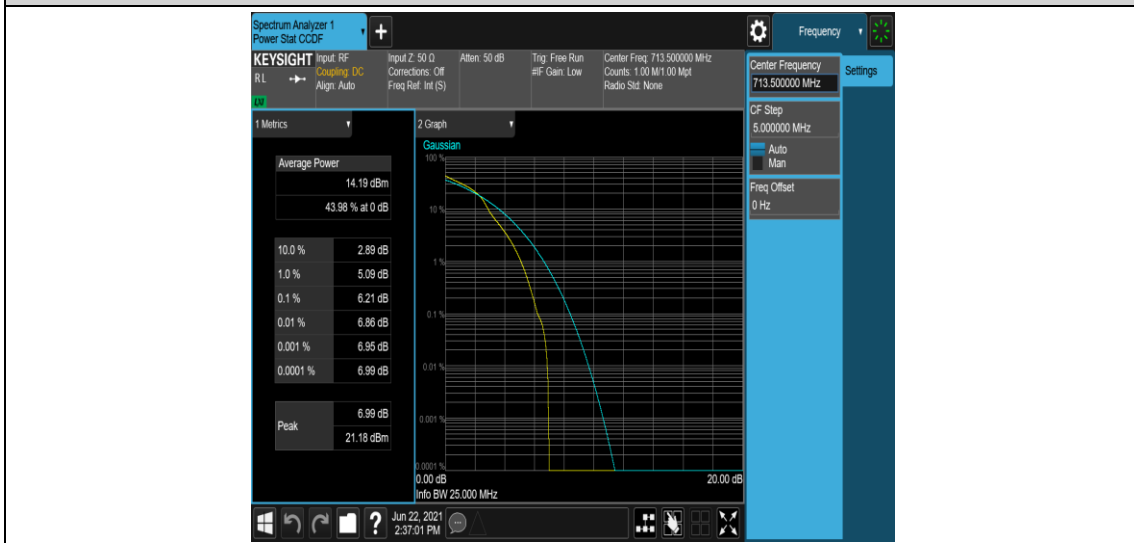 Spectrum Analyzer 1
Power Stat CCDF
+
Frequency
KEYSIGHT
RL
LXI
Input: RF
Coupling: DC
Align: Auto
Input Z: 50 Ω
Corrections: Off
Freq Ref: Int (S)
Atten: 50 dB
Trig: Free Run
#IF Gain: Low
Center Freq: 713.500000 MHz
Counts: 1.00 M/1.00 Mpt
Radio Std: None
Center Frequency
713.500000 MHz
Settings
CF Step
5.000000 MHz
Auto
Man
Freq Offset
0 Hz
1 Metrics
Average Power
14.19 dBm
43.98 % at 0 dB
10.0 % 2.89 dB
1.0 % 5.09 dB
0.1 % 6.21 dB
0.01 % 6.86 dB
0.001 % 6.95 dB
0.0001 % 6.99 dB
Peak
6.99 dB
21.18 dBm
2 Graph
Gaussian
100 %
10 %
1 %
0.1 %
0.01 %
0.001 %
0.0001 %
0.00 dB 20.00 dB
Info BW 25.000 MHz
?
Jun 22, 2021
2:37:01 PM